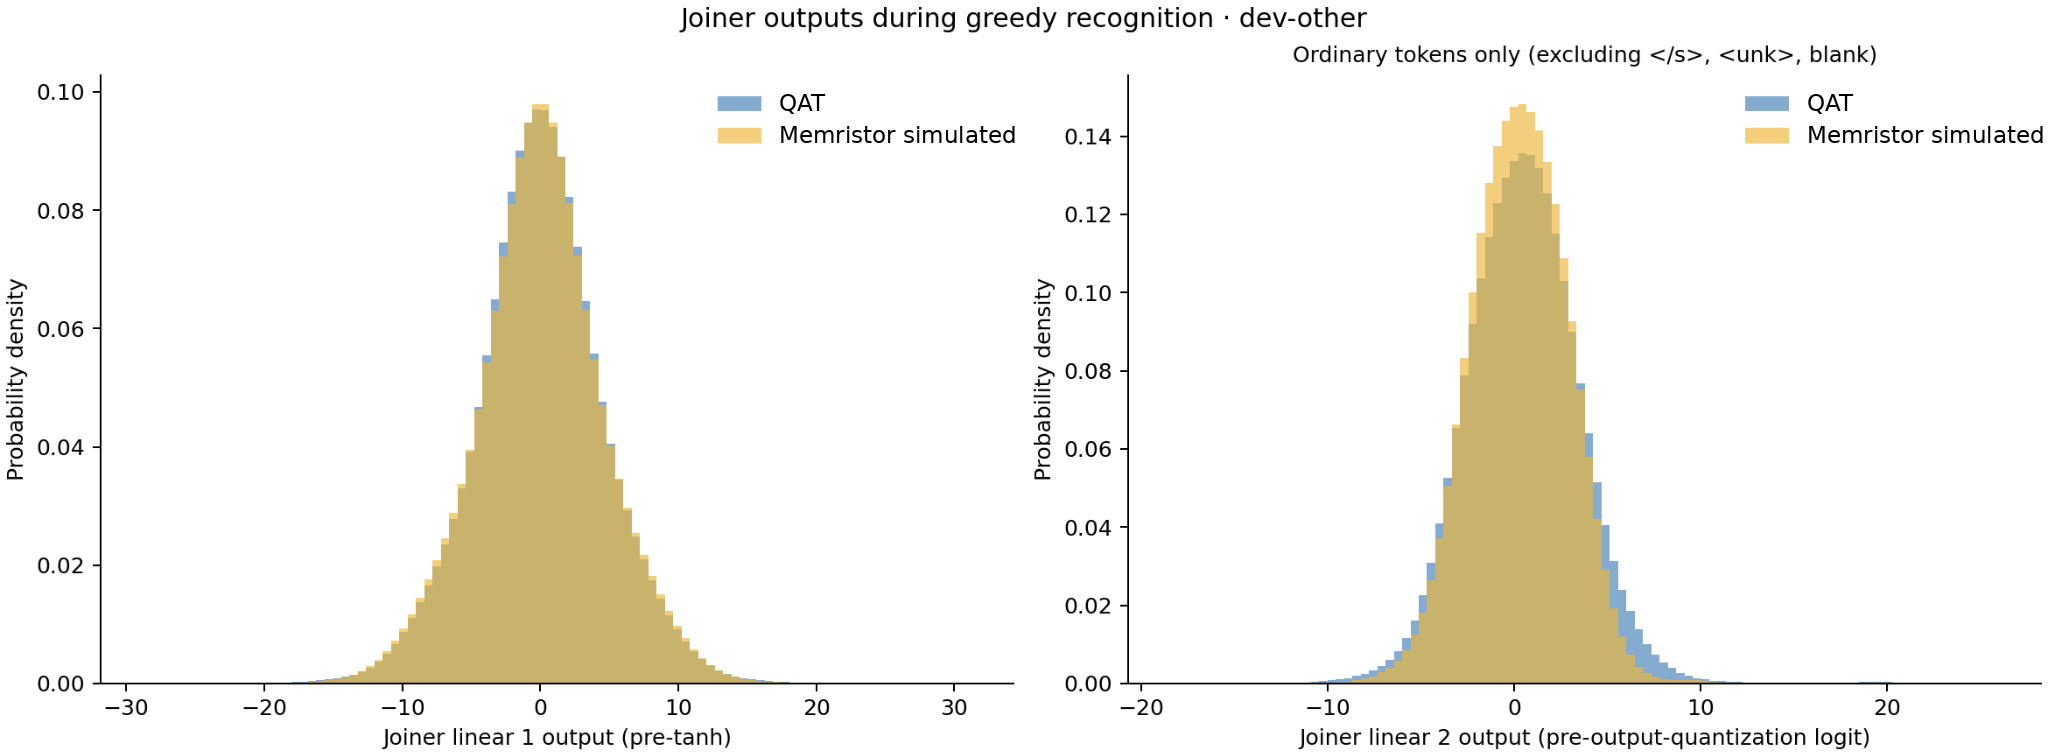 Joiner outputs during greedy recognition · dev-other
Probability density
0.10
0.08
0.06
0.04
0.02
0.00
QAT
Memristor simulated
−30
−20
−10
0
10
20
30
Joiner linear 1 output (pre-tanh)
Ordinary tokens only (excluding </s>, <unk>, blank)
Probability density
0.14
0.12
0.10
0.08
0.06
0.04
0.02
0.00
QAT
Memristor simulated
−20
−10
0
10
20
Joiner linear 2 output (pre-output-quantization logit)